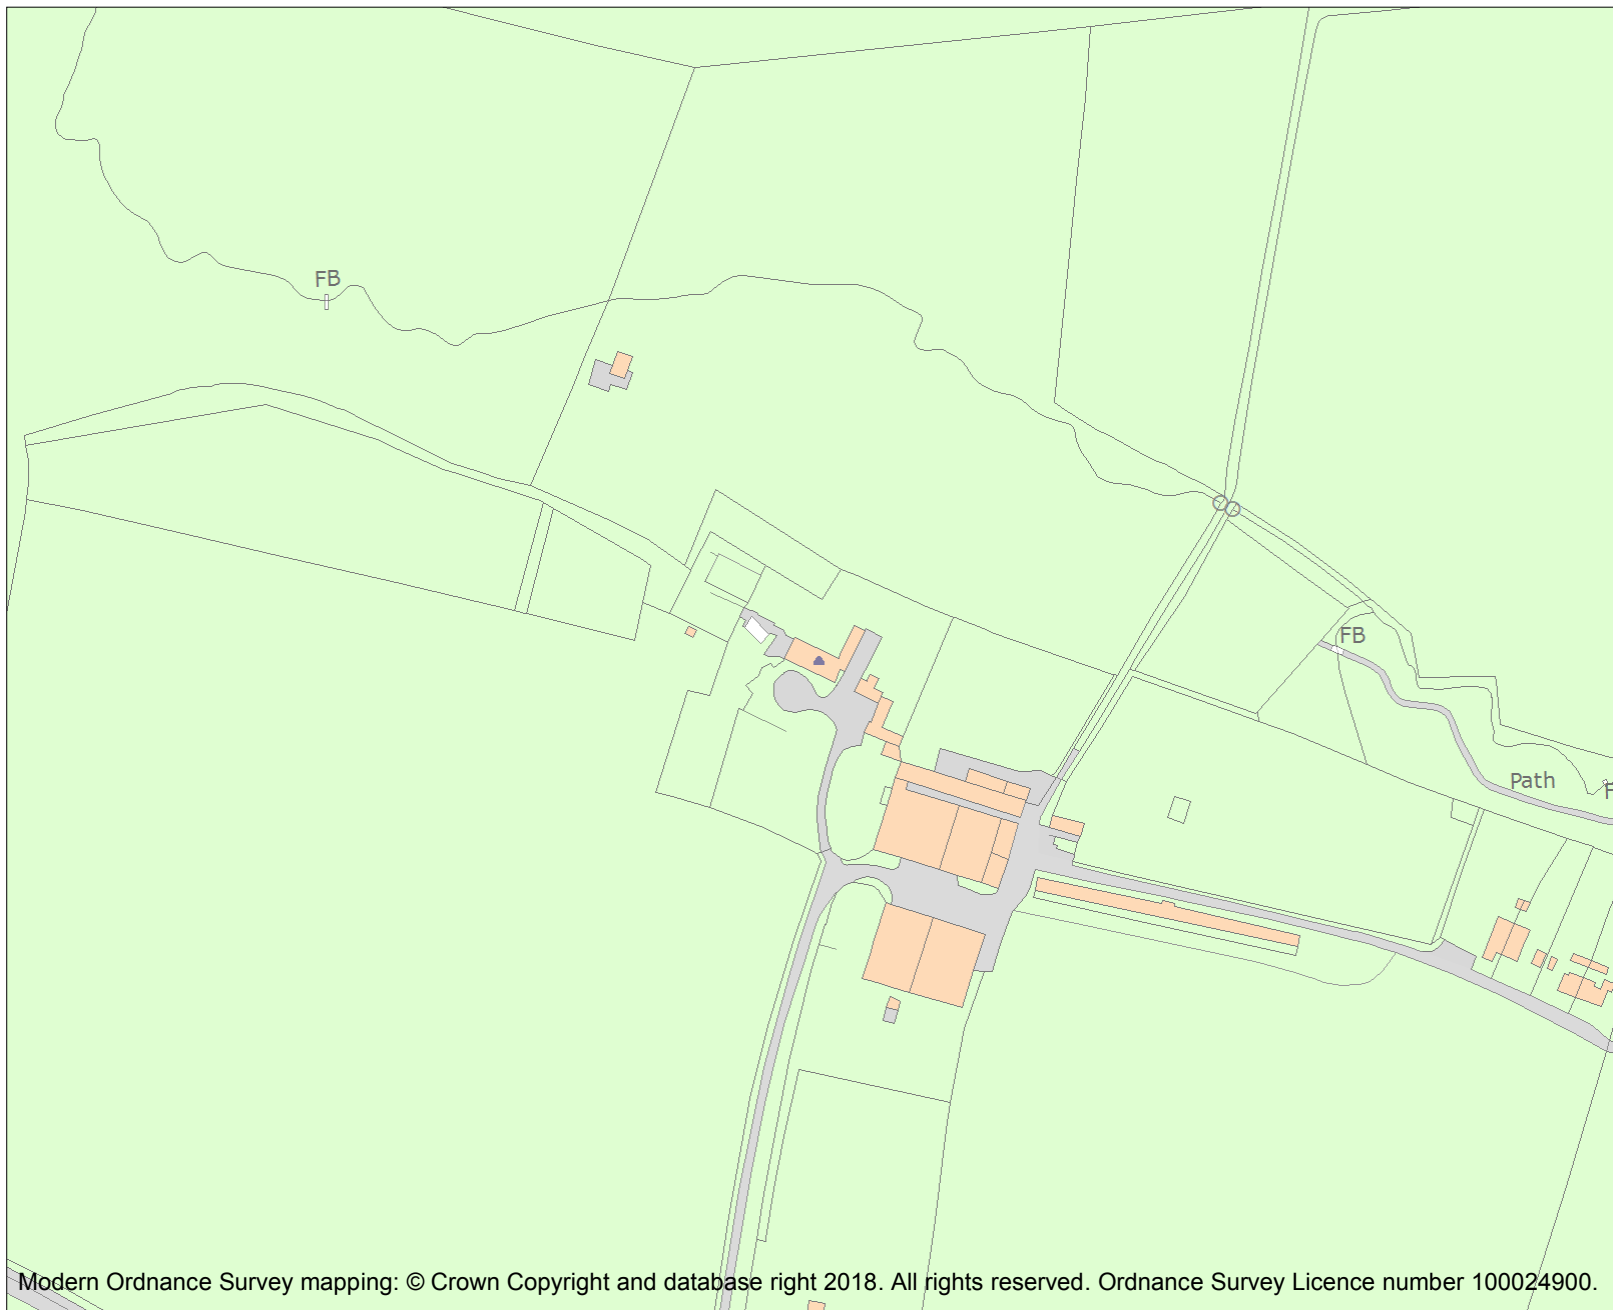 FB
FB
Path
F
Modern Ordnance Survey mapping: © Crown Copyright and database right 2018. All rights reserved. Ordnance Survey Licence number 100024900.